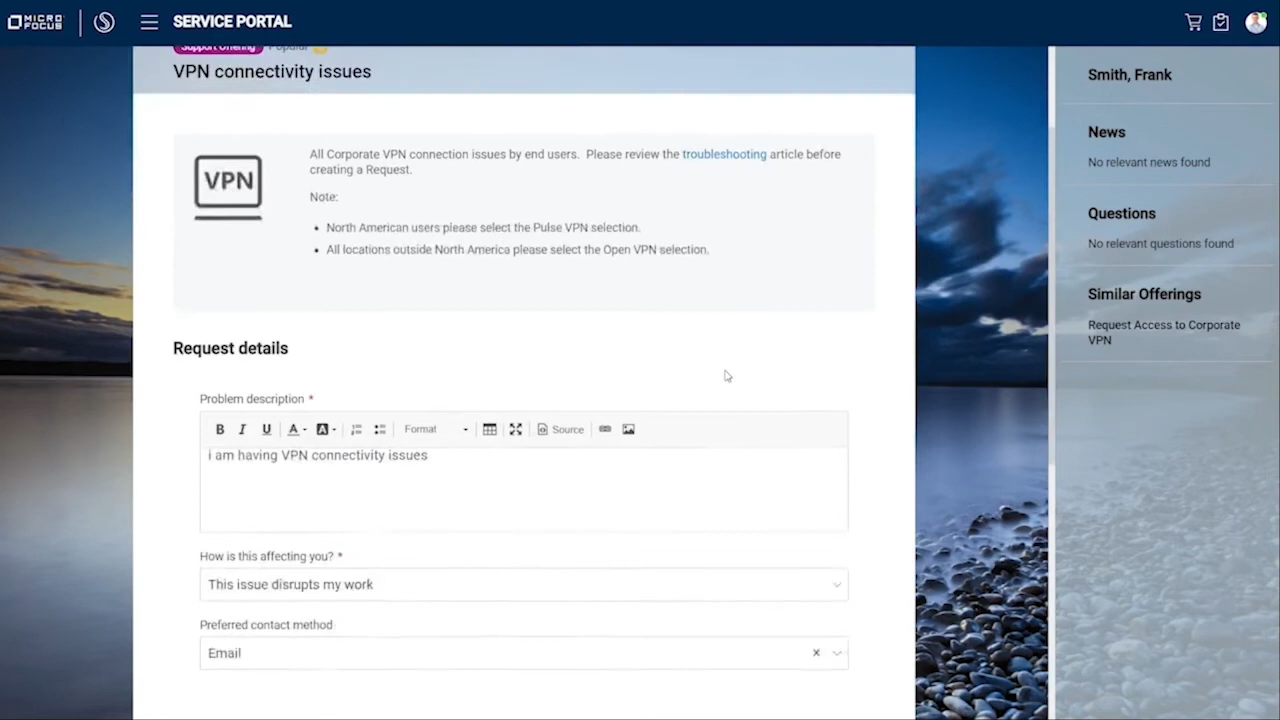 MICRO FOCUS
SERVICE PORTAL
Support Offering Popular
VPN connectivity issues
VPN
All Corporate VPN connection issues by end users. Please review the troubleshooting article before
creating a Request.
Note:
North American users please select the Pulse VPN selection.
All locations outside North America please select the Open VPN selection.
Request details
Problem description *
B I U A A Format Source
i am having VPN connectivity issues
How is this affecting you? *
This issue disrupts my work
Preferred contact method
Email
Smith, Frank
News
No relevant news found
Questions
No relevant questions found
Similar Offerings
Request Access to Corporate
VPN